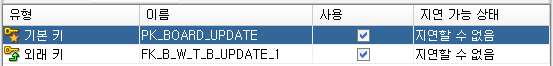 유형 이름 사용 지연 가능 상태
기본 키 PK_BOARD_UPDATE 지연할 수 없음
외래 키 FK_B_W_T_B_UPDATE_1 지연할 수 없음